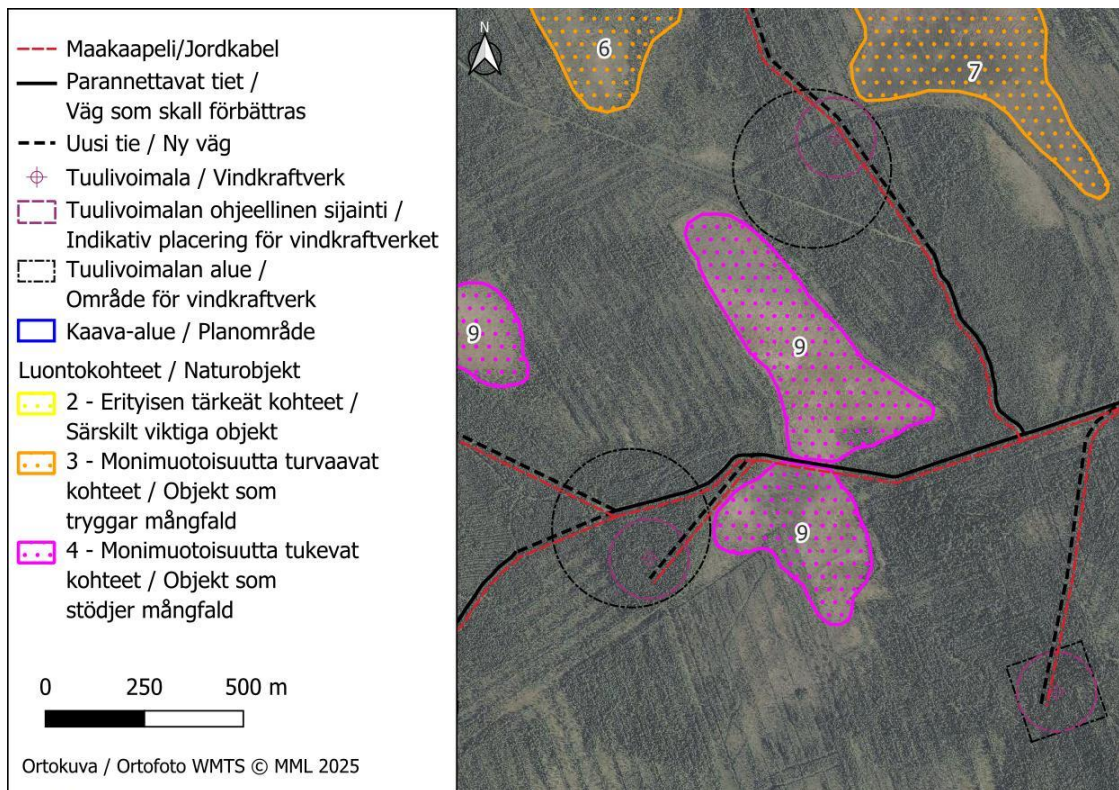 Maakaapeli/Jordkabel
Parannettavat tiet /
Väg som skall förbättras
Uusi tie / Ny väg
Tuulivoimala / Vindkraftverk
Tuulivoimalan ohjeellinen sijainti /
Indikativ placering för vindkraftverket
Tuulivoimalan alue /
Område för vindkraftverk
Kaava-alue / Planområde
Luontokohteet / Naturobjekt
2 - Erityisen tärkeät kohteet /
Särskilt viktiga objekt
3 - Monimuotoisuutta turvaavat
kohteet / Objekt som
tryggar mångfald
4 - Monimuotoisuutta tukevat
kohteet / Objekt som
stödjer mångfald
0 250 500 m
Ortokuva / Ortofoto WMTS © MML 2025
N
6
7
9
9
9